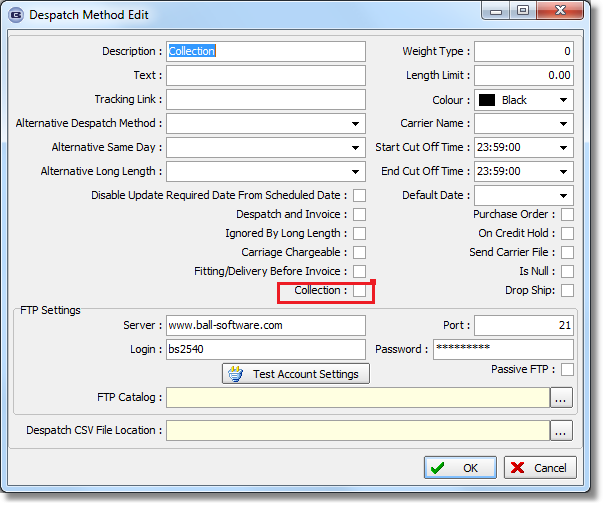 Despatch Method Edit
Description : Collection Weight Type : 0
Text : Length Limit : 0.00
Tracking Link : Colour : Black
Alternative Despatch Method : Carrier Name :
Alternative Same Day : Start Cut Off Time : 23:59:00
Alternative Long Length : End Cut Off Time : 23:59:00
Disable Update Required Date From Scheduled Date : Default Date :
Despatch and Invoice : Purchase Order :
Ignored By Long Length : On Credit Hold :
Carriage Chargeable : Send Carrier File :
Fitting/Delivery Before Invoice : Is Null :
Collection : Drop Ship:
FTP Settings
Server : www.ball-software.com Port : 21
Login : bs2540 Password : *********
Test Account Settings Passive FTP :
FTP Catalog : ...
Despatch CSV File Location : ...
OK Cancel